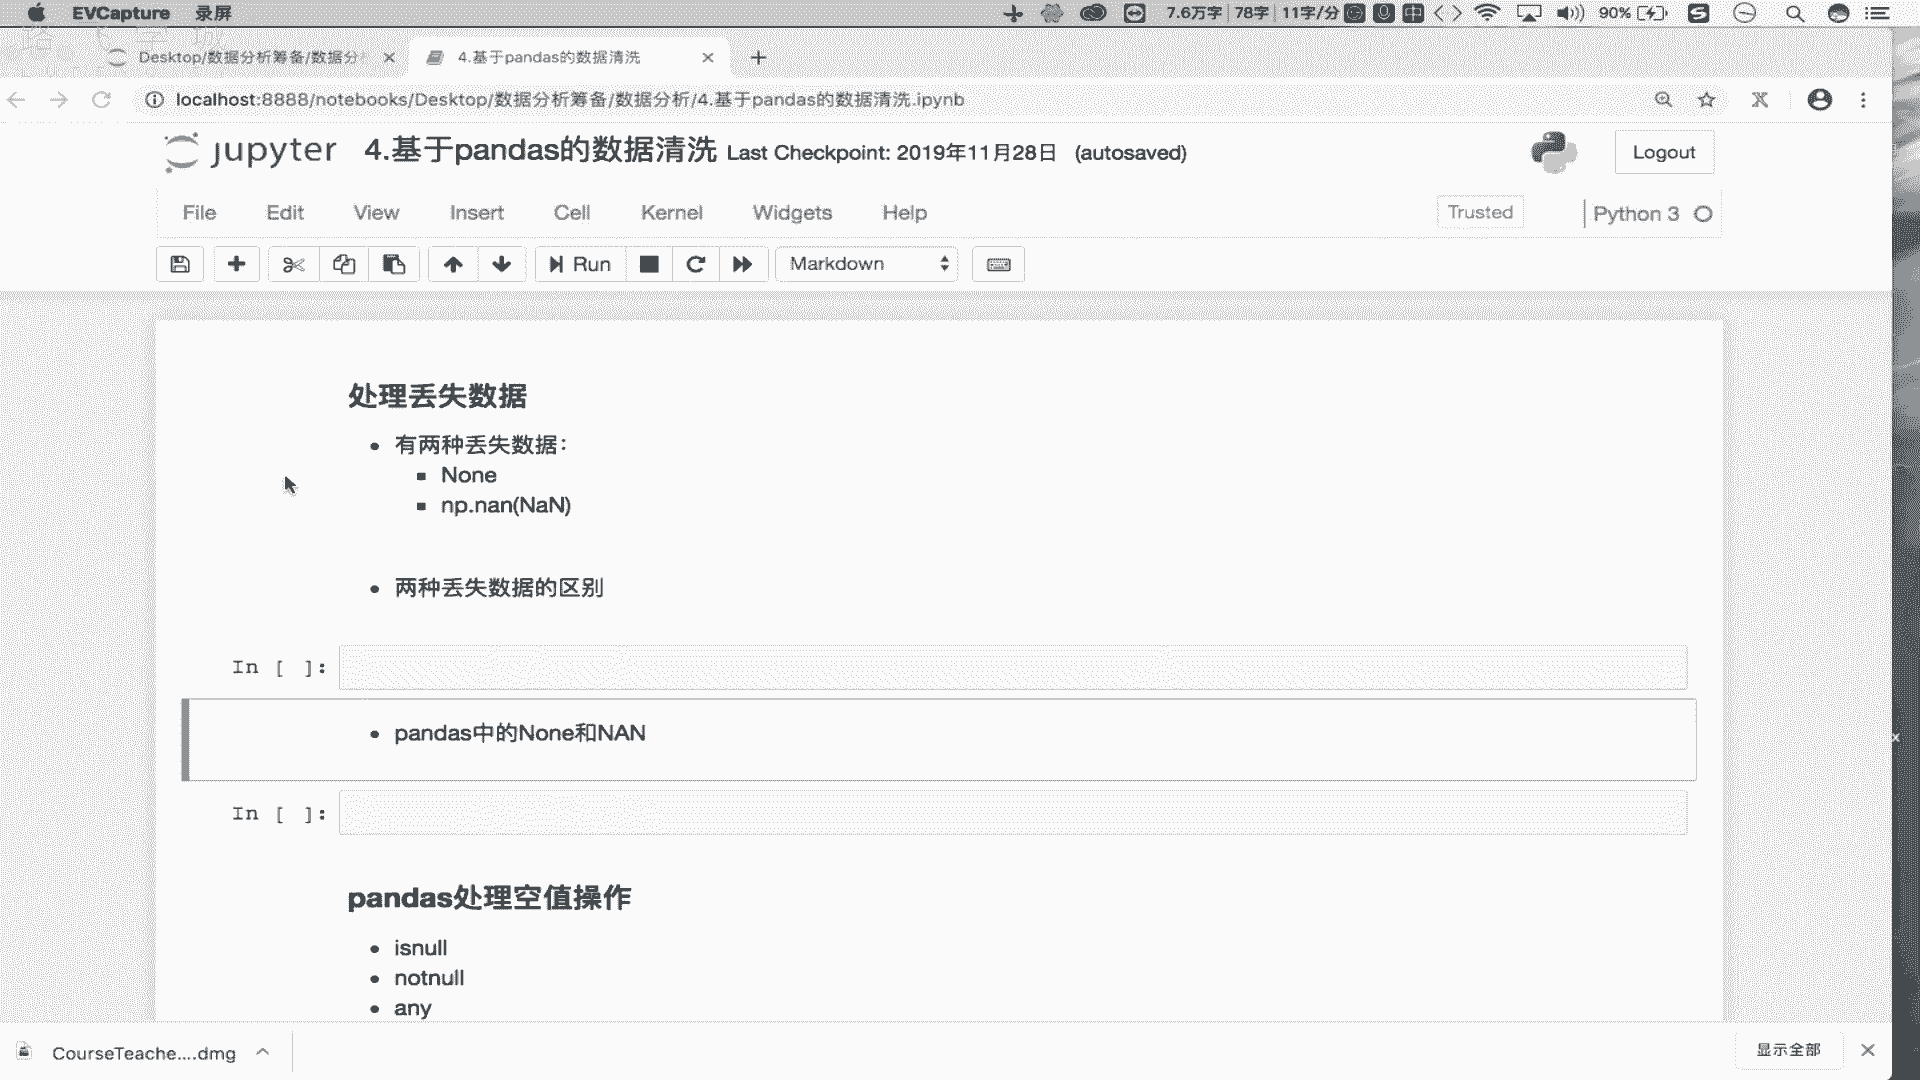 EVCapture 录屏 7.6万字 78字 11字/分 中 90%
Desktop/数据分析筹备/数据分
4.基于pandas的数据清洗
localhost:8888/notebooks/Desktop/数据分析筹备/数据分析/4.基于pandas的数据清洗.ipynb
jupyter 4.基于pandas的数据清洗 Last Checkpoint: 2019年11月28日 (autosaved) Logout
File Edit View Insert Cell Kernel Widgets Help Trusted Python 3
Run Markdown
处理丢失数据
有两种丢失数据:
None
np.nan(NaN)
两种丢失数据的区别
In [ ]:
pandas中的None和NAN
In [ ]:
pandas处理空值操作
isnull
notnull
any
CourseTeache....dmg 显示全部